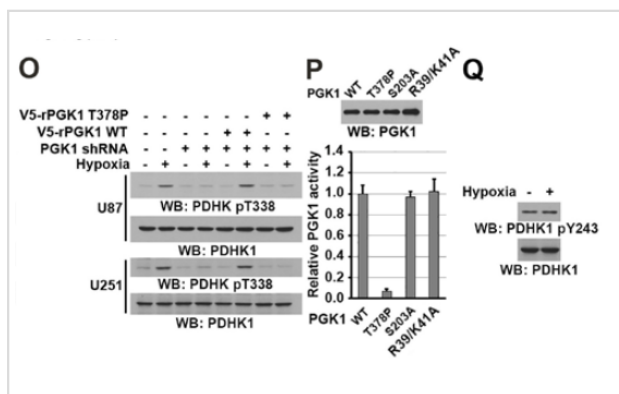 O
V5-rPGK1 T378P - - - - - - + +
V5-rPGK1 WT - - - - + + - -
PGK1 shRNA - - + + + + + +
Hypoxia - + - + - + - +
U87
WB: PDHK pT338
WB: PDHK1
U251
WB: PDHK pT338
WB: PDHK1
P
PGK1 WT T378P S203A R39/K41A
WB: PGK1
Relative PGK1 activity
1.4
1.2
1.0
0.8
0.6
0.4
0.2
0.0
PGK1 WT T378P S203A R39/K41A
Q
Hypoxia - +
WB: PDHK1 pY243
WB: PDHK1